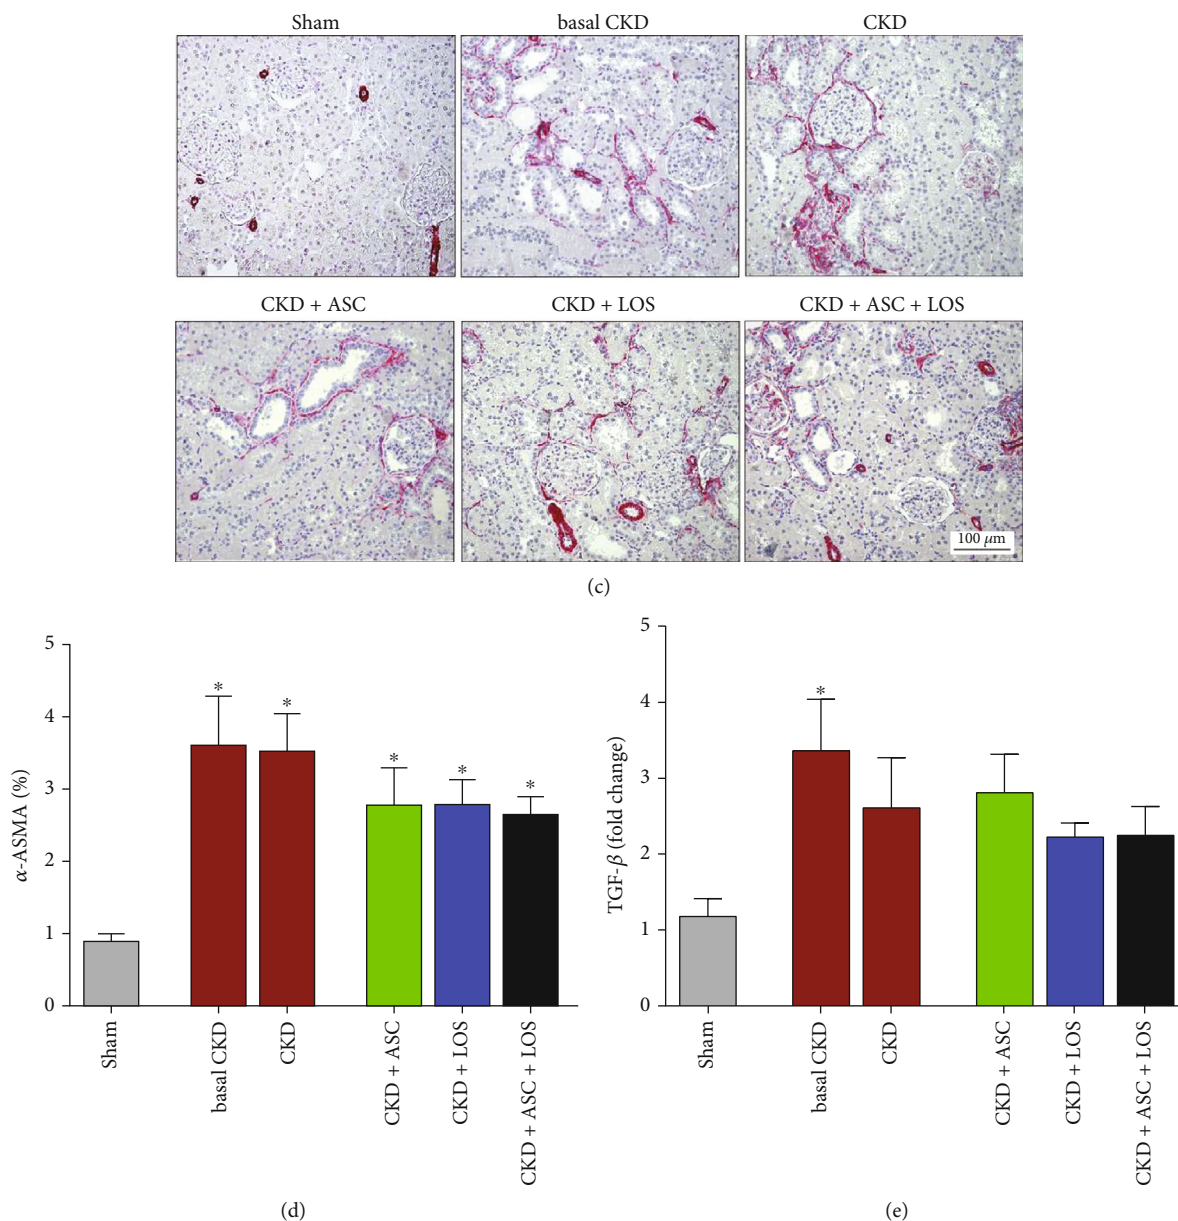 Sham basal CKD CKD
CKD + ASC CKD + LOS CKD + ASC + LOS
100 μm
(c)
5
4
3
2
1
0
α-ASMA (%)
* * * * *
Sham
basal CKD
CKD
CKD + ASC
CKD + LOS
CKD + ASC + LOS
(d)
5
4
3
2
1
0
TGF-β (fold change)
*
Sham
basal CKD
CKD
CKD + ASC
CKD + LOS
CKD + ASC + LOS
(e)